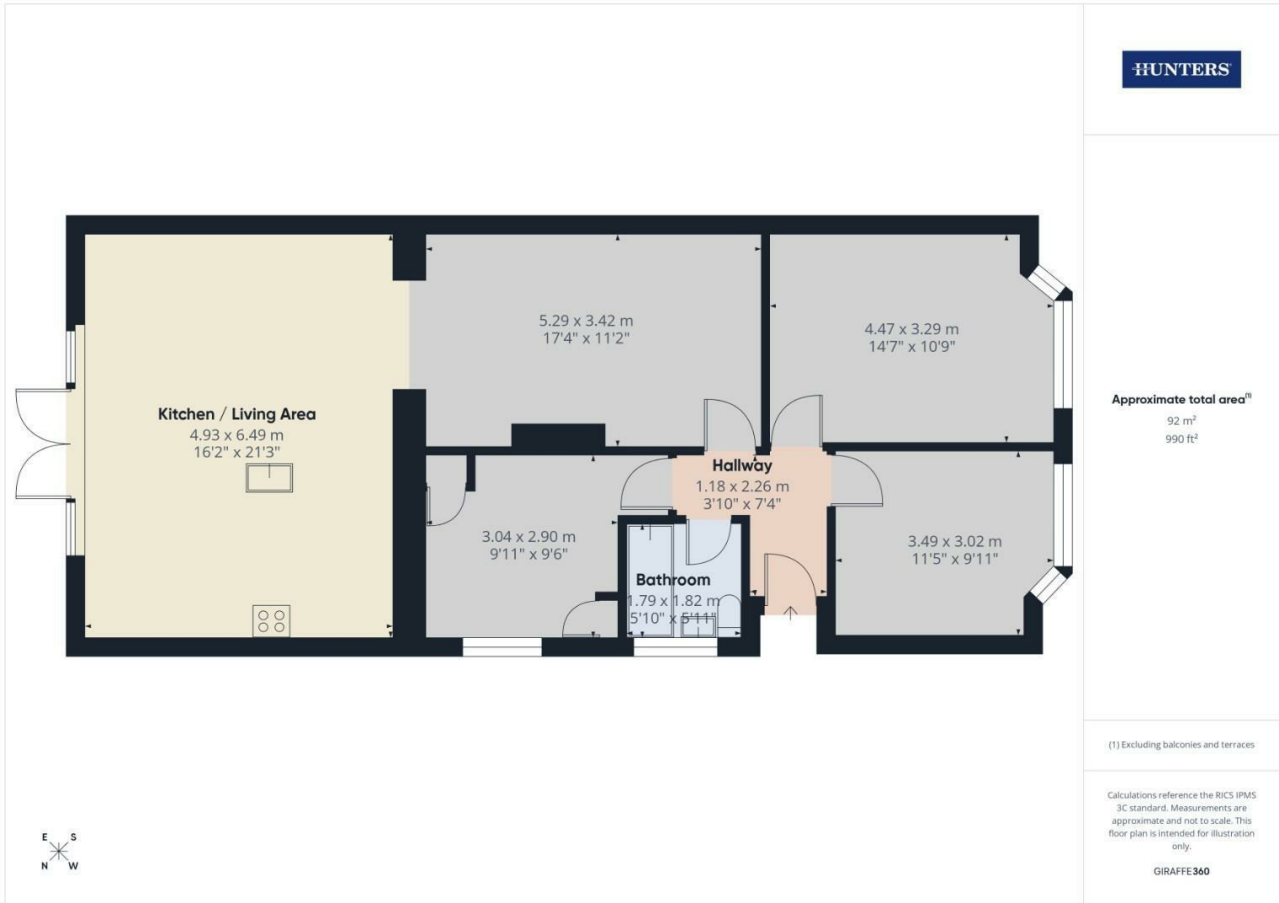 HUNTERS
5.29 x 3.42 m
17'4" x 11'2"
4.47 x 3.29 m
14'7" x 10'9"
Kitchen / Living Area
4.93 x 6.49 m
16'2" x 21'3"
Hallway
1.18 x 2.26 m
3'10" x 7'4"
3.04 x 2.90 m
9'11" x 9'6"
3.49 x 3.02 m
11'5" x 9'11"
Bathroom
1.79 x 1.82 m
5'10" x 5'11"
Approximate total area(1)
92 m²
990 ft²
(1) Excluding balconies and terraces
Calculations reference the RICS IPMS
3C standard. Measurements are
approximate and not to scale. This
floor plan is intended for illustration
only.
GIRAFFE360
E S
N W